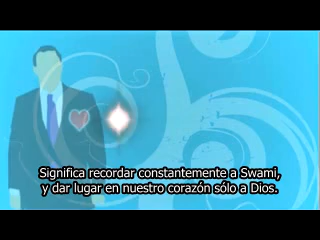 Significa recordar constantemente a Swami,
y dar lugar en nuestro corazón sólo a Dios.